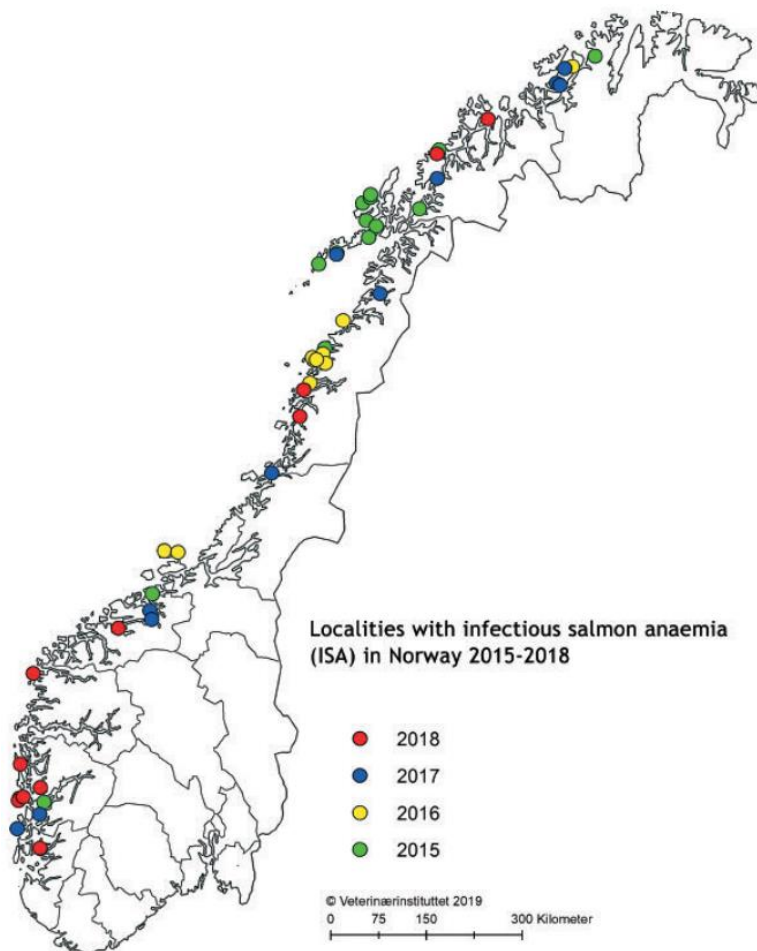 Localities with infectious salmon anaemia
(ISA) in Norway 2015-2018
2018
2017
2016
2015
© Veterinærinstituttet 2019
0 75 150 300 Kilometer